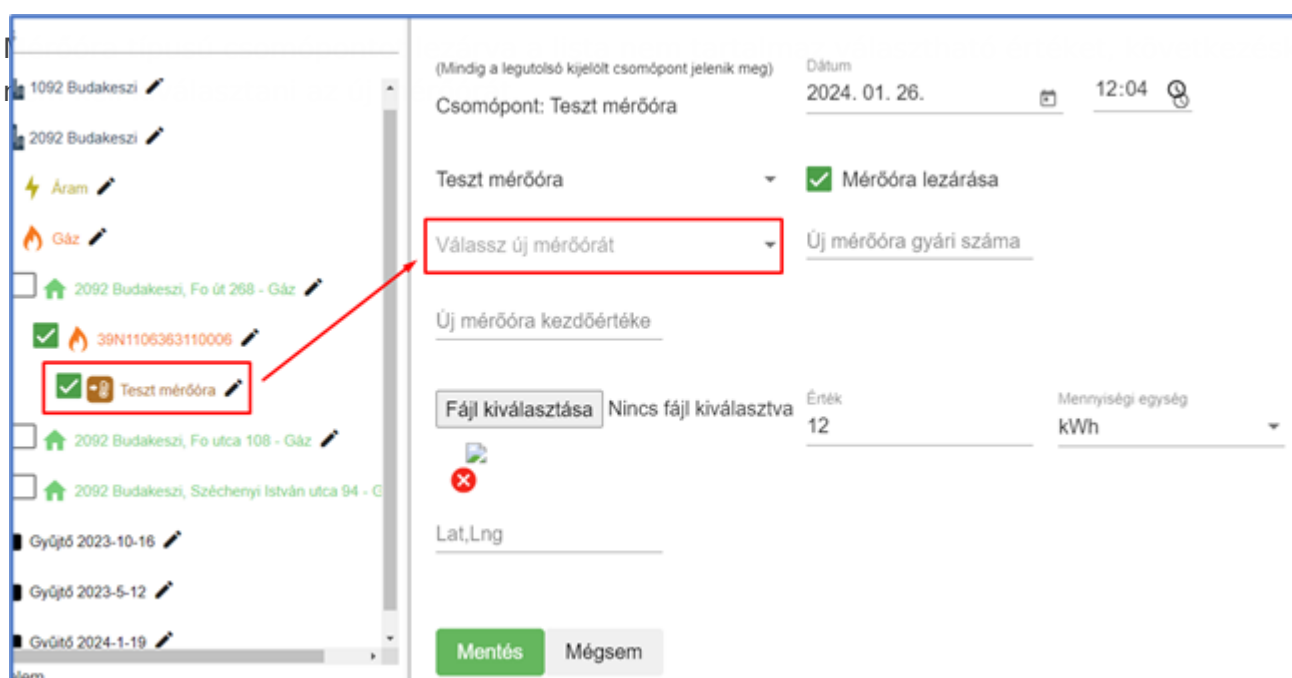 1092 Budakeszi
2092 Budakeszi
Áram
Gáz
2092 Budakeszi, Fo út 268 - Gáz
39N1106363110006
Teszt mérőóra
2092 Budakeszi, Fo utca 108 - Gáz
2092 Budakeszi, Széchenyi István utca 94 - G
Gyűjtő 2023-10-16
Gyűjtő 2023-5-12
Gyűjtő 2024-1-19
(Mindig a legutolsó kijelölt csomópont jelenik meg)
Csomópont: Teszt mérőóra
Dátum
2024. 01. 26.
12:04
Teszt mérőóra
Mérőóra lezárása
Válassz új mérőórát
Új mérőóra gyári száma
Új mérőóra kezdőértéke
Fájl kiválasztása Nincs fájl kiválasztva
Érték
12
Mennyiségi egység
kWh
Lat,Lng
Mentés
Mégsem